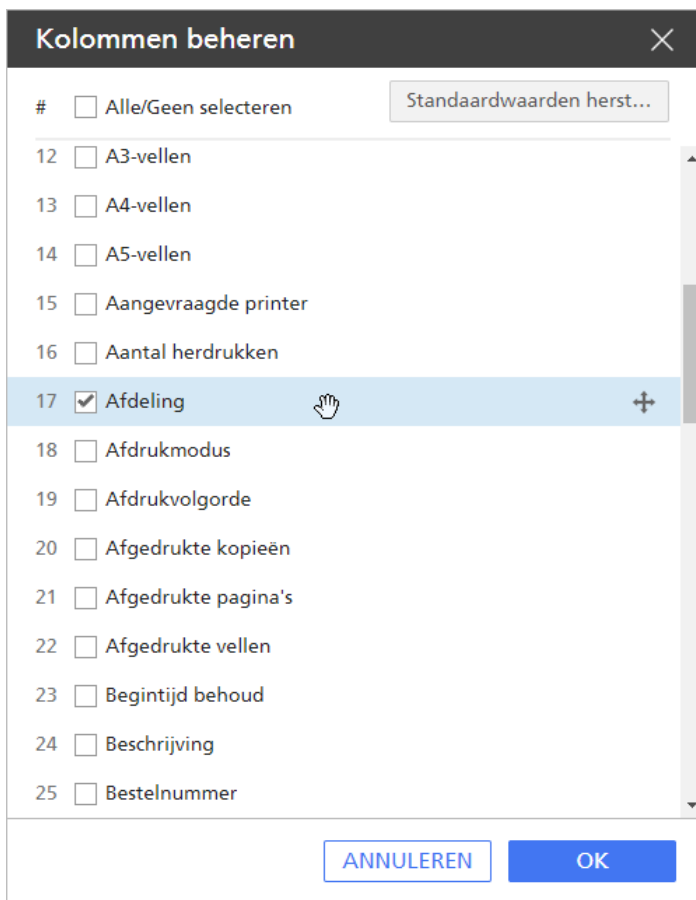 Kolommen beheren
# Alle/Geen selecteren Standaardwaarden herst...
12 A3-vellen
13 A4-vellen
14 A5-vellen
15 Aangevraagde printer
16 Aantal herdrukken
17 Afdeling
18 Afdrukmodus
19 Afdrukvolgorde
20 Afgedrukte kopieën
21 Afgedrukte pagina's
22 Afgedrukte vellen
23 Begintijd behoud
24 Beschrijving
25 Bestelnummer
ANNULEREN OK